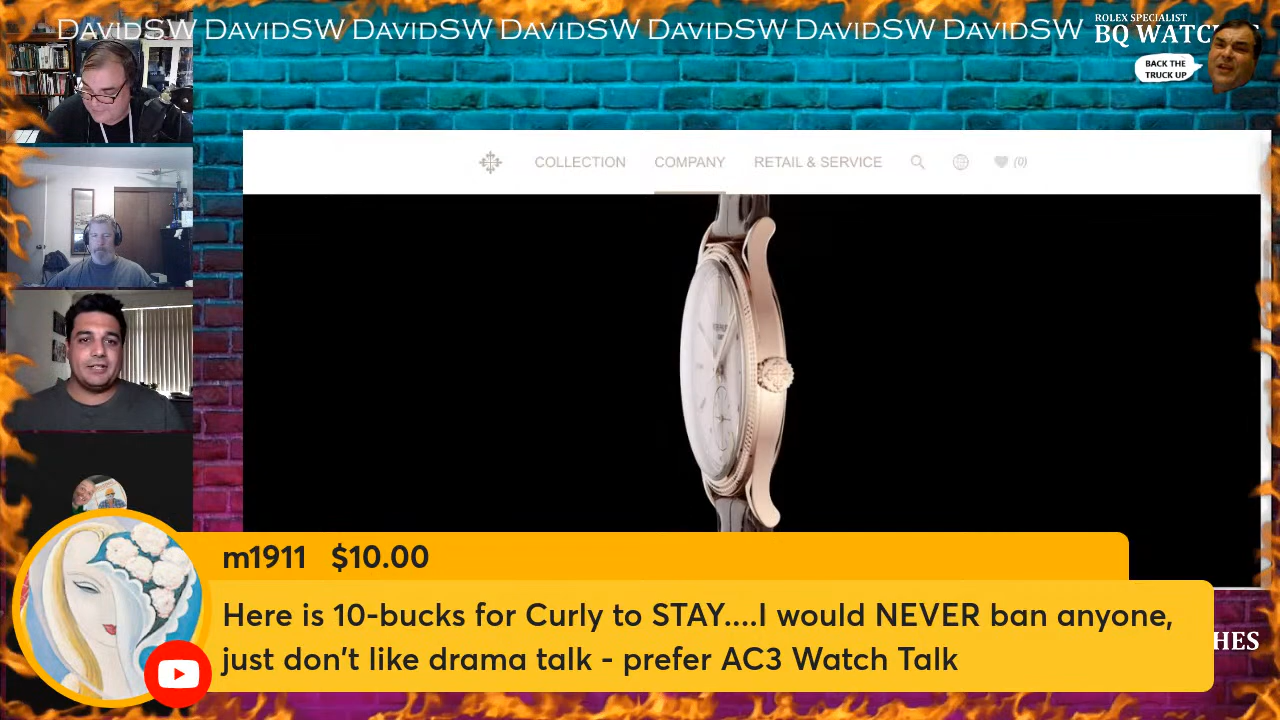 DAVIDSW DAVIDSW DAVIDSW DAVIDSW DAVIDSW DAVIDSW DAVIDSW
ROLEX SPECIALIST
BQ WATC
BACK THE
TRUCK UP
COLLECTION COMPANY RETAIL & SERVICE (0)
m1911 $10.00
Here is 10-bucks for Curly to STAY....I would NEVER ban anyone,
just don't like drama talk - prefer AC3 Watch Talk
HES